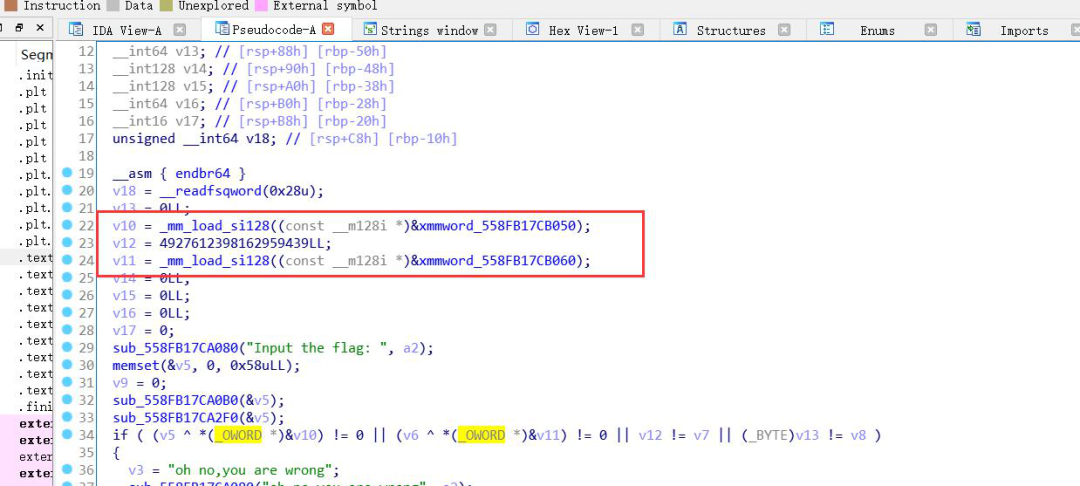 Instruction Data Unexplored External symbol
IDA View-A Pseudocode-A Strings window Hex View-1 Structures Enums Imports
Segm
.init
.plt
.plt
.plt
.plt
.plt
.plt.
.plt.
.plt.
.plt.
.plt.
.text
.text
.text
.text
.text
.text
.text
.text
.text
.fini
exter
exter
exter
exter
12 __int64 v13; // [rsp+88h] [rbp-50h]
13 __int128 v14; // [rsp+90h] [rbp-48h]
14 __int128 v15; // [rsp+A0h] [rbp-38h]
15 __int64 v16; // [rsp+B0h] [rbp-28h]
16 __int16 v17; // [rsp+B8h] [rbp-20h]
17 unsigned __int64 v18; // [rsp+C8h] [rbp-10h]
18
19 __asm { endbr64 }
20 v18 = __readfsqword(0x28u);
21 v13 = 0LL;
22 v10 = _mm_load_si128((const __m128i *)&xmmword_558FB17CB050);
23 v12 = 4927612398162959439LL;
24 v11 = _mm_load_si128((const __m128i *)&xmmword_558FB17CB060);
25 v14 = 0LL;
26 v15 = 0LL;
27 v16 = 0LL;
28 v17 = 0;
29 sub_558FB17CA080("Input the flag: ", a2);
30 memset(&v5, 0, 0x58uLL);
31 v9 = 0;
32 sub_558FB17CA0B0(&v5);
33 sub_558FB17CA2F0(&v5);
34 if ( (v5 ^ *(_OWORD *)&v10) != 0 || (v6 ^ *(_OWORD *)&v11) != 0 || v12 != v7 || (_BYTE)v13 != v8 )
35 {
36 v3 = "oh no,you are wrong";